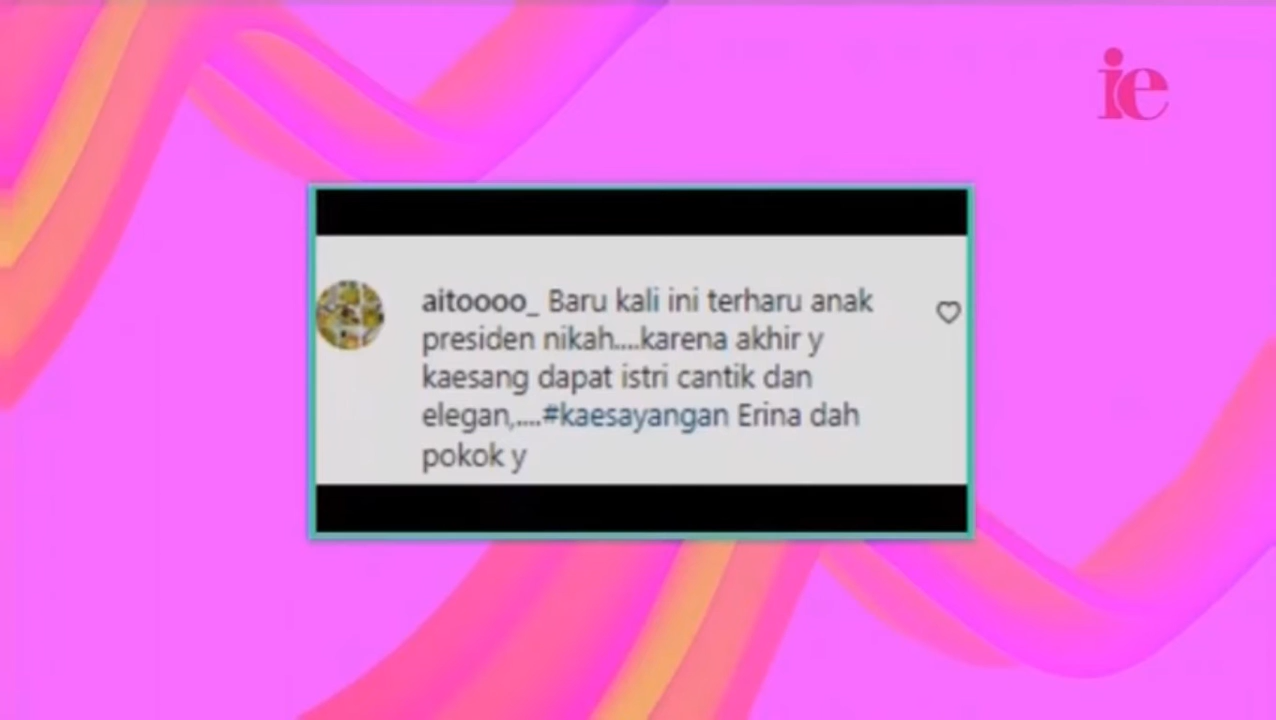 ie
aitoooo_ Baru kali ini terharu anak
presiden nikah....karena akhir y
kaesang dapat istri cantik dan
elegan,....#kaesayangan Erina dah
pokok y